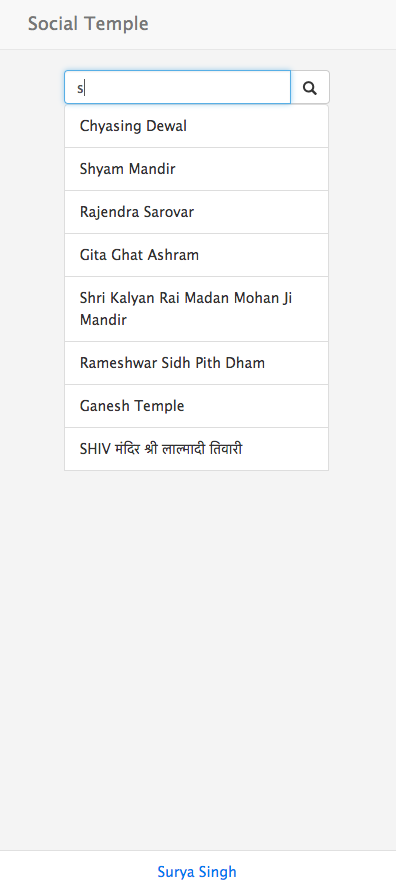 Social Temple
s
Chyasing Dewal
Shyam Mandir
Rajendra Sarovar
Gita Ghat Ashram
Shri Kalyan Rai Madan Mohan Ji
Mandir
Rameshwar Sidh Pith Dham
Ganesh Temple
SHIV मंदिर श्री लाल्मादी तिवारी
Surya Singh